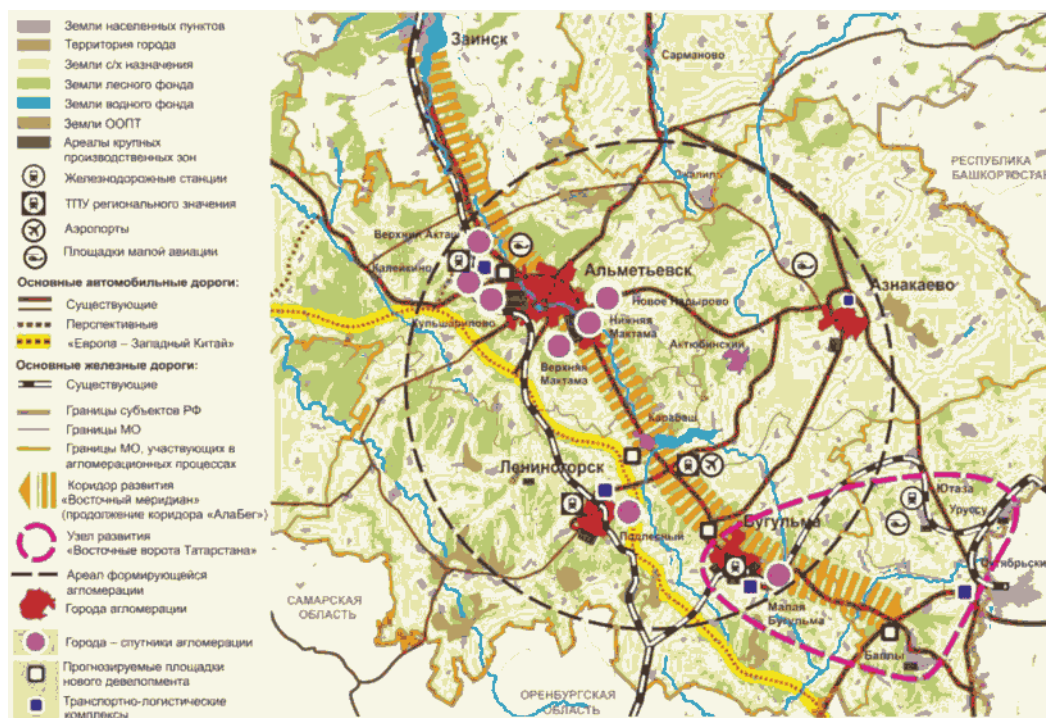 Земли населенных пунктов
Территория города
Земли с/х назначения
Земли лесного фонда
Земли водного фонда
Земли ООПТ
Ареалы крупных
производственных зон
Железнодорожные станции
ТПУ регионального значения
Аэропорты
Площадки малой авиации
Основные автомобильные дороги:
Существующие
Перспективные
«Европа – Западный Китай»
Основные железные дороги:
Существующие
Границы субъектов РФ
Границы МО
Границы МО, участвующих в
агломерационных процессах
Коридор развития
«Восточный меридиан»
(продолжение коридора «АлаБег»)
Узел развития
«Восточные ворота Татарстана»
Ареал формирующейся
агломерации
Города агломерации
Города – спутники агломерации
Прогнозируемые площадки
нового девелопмента
Транспортно-логистические
комплексы
Заинск
Сарманово
РЕСПУБЛИКА
БАШКОРТОСТАН
Джалиль
Верхний Акташ
Калейкино
Альметьевск
Азнакаево
Новое Надырово
Кульшарипово
Нижняя
Мактама
Актюбинский
Верхняя
Мактама
Карабаш
Лениногорск
Подлесный
Бугульма
Ютаза
Уруссу
Октябрьский
Малая
Бугульма
Бавлы
САМАРСКАЯ
ОБЛАСТЬ
ОРЕНБУРГСКАЯ
ОБЛАСТЬ